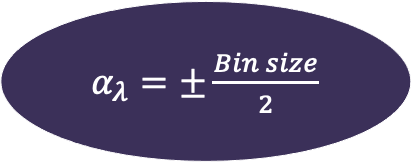 α_λ = ± Bin size / 2